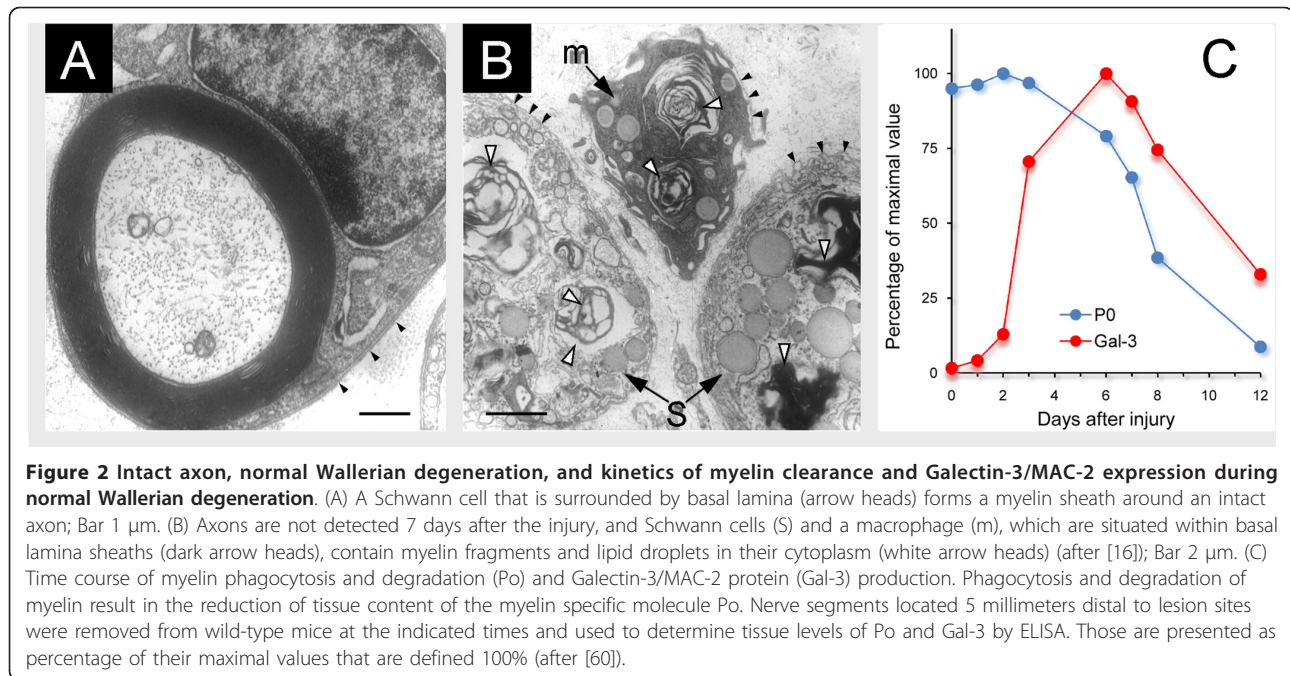 A
B
m
S
C
Percentage of maximal value
100
75
50
25
0
P0
Gal-3
0 2 4 6 8 10 12
Days after injury
Figure 2 Intact axon, normal Wallerian degeneration, and kinetics of myelin clearance and Galectin-3/MAC-2 expression during
normal Wallerian degeneration. (A) A Schwann cell that is surrounded by basal lamina (arrow heads) forms a myelin sheath around an intact
axon; Bar 1 μm. (B) Axons are not detected 7 days after the injury, and Schwann cells (S) and a macrophage (m), which are situated within basal
lamina sheaths (dark arrow heads), contain myelin fragments and lipid droplets in their cytoplasm (white arrow heads) (after [16]); Bar 2 μm. (C)
Time course of myelin phagocytosis and degradation (Po) and Galectin-3/MAC-2 protein (Gal-3) production. Phagocytosis and degradation of
myelin result in the reduction of tissue content of the myelin specific molecule Po. Nerve segments located 5 millimeters distal to lesion sites
were removed from wild-type mice at the indicated times and used to determine tissue levels of Po and Gal-3 by ELISA. Those are presented as
percentage of their maximal values that are defined 100% (after [60]).